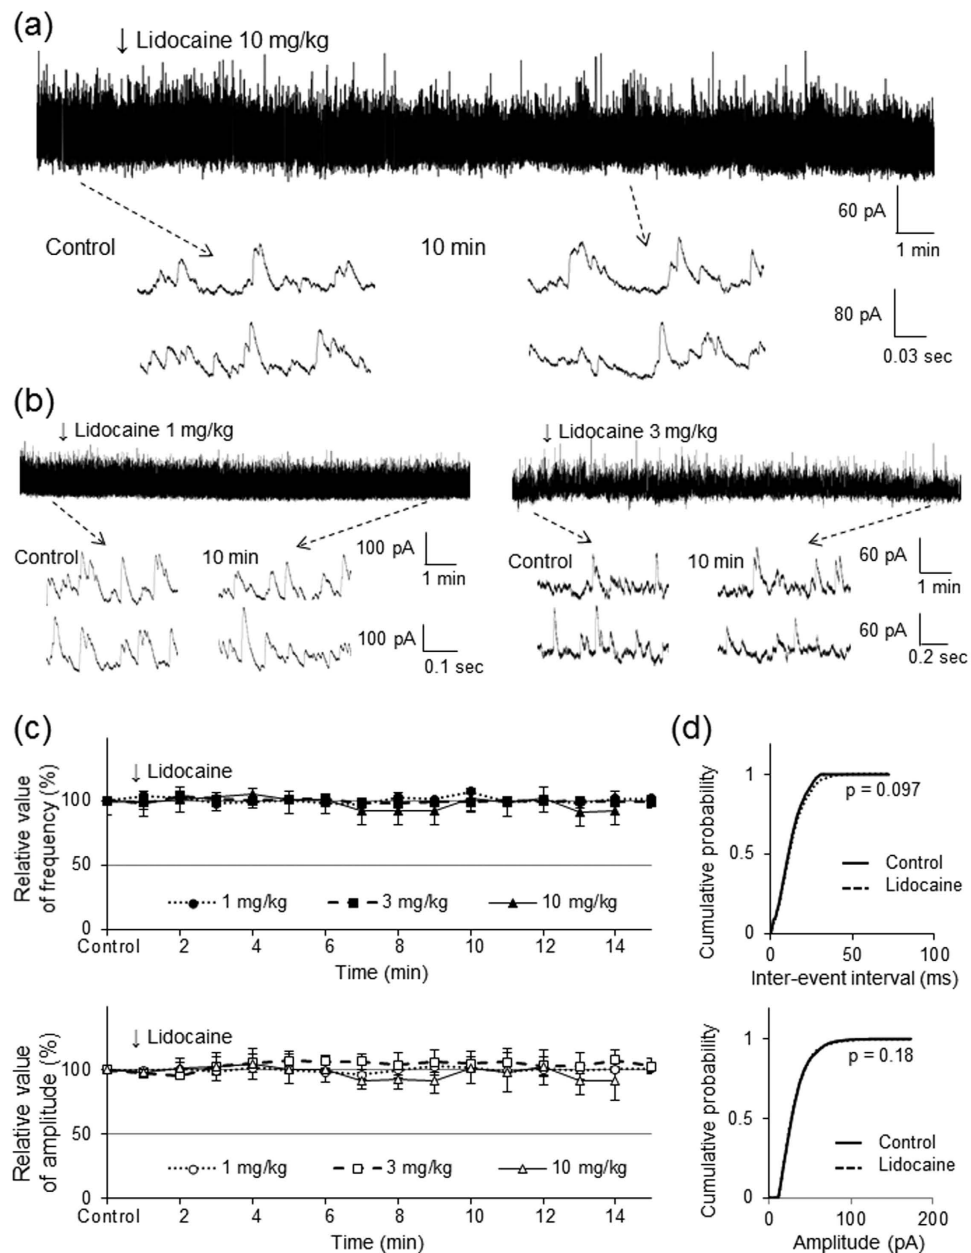 (a)
↓ Lidocaine 10 mg/kg
60 pA
1 min
Control
10 min
80 pA
0.03 sec
(b)
↓ Lidocaine 1 mg/kg
↓ Lidocaine 3 mg/kg
Control
10 min
100 pA
1 min
100 pA
0.1 sec
Control
10 min
60 pA
1 min
60 pA
0.2 sec
(c)
Relative value
of frequency (%)
↓ Lidocaine
100
50
0
1 mg/kg
3 mg/kg
10 mg/kg
Control 2 4 6 8 10 12 14
Time (min)
Relative value
of amplitude (%)
↓ Lidocaine
100
50
0
1 mg/kg
3 mg/kg
10 mg/kg
Control 2 4 6 8 10 12 14
Time (min)
(d)
Cumulative probability
1
0.5
0
p = 0.097
Control
Lidocaine
0 50 100
Inter-event interval (ms)
Cumulative probability
1
0.5
0
p = 0.18
Control
Lidocaine
0 100 200
Amplitude (pA)